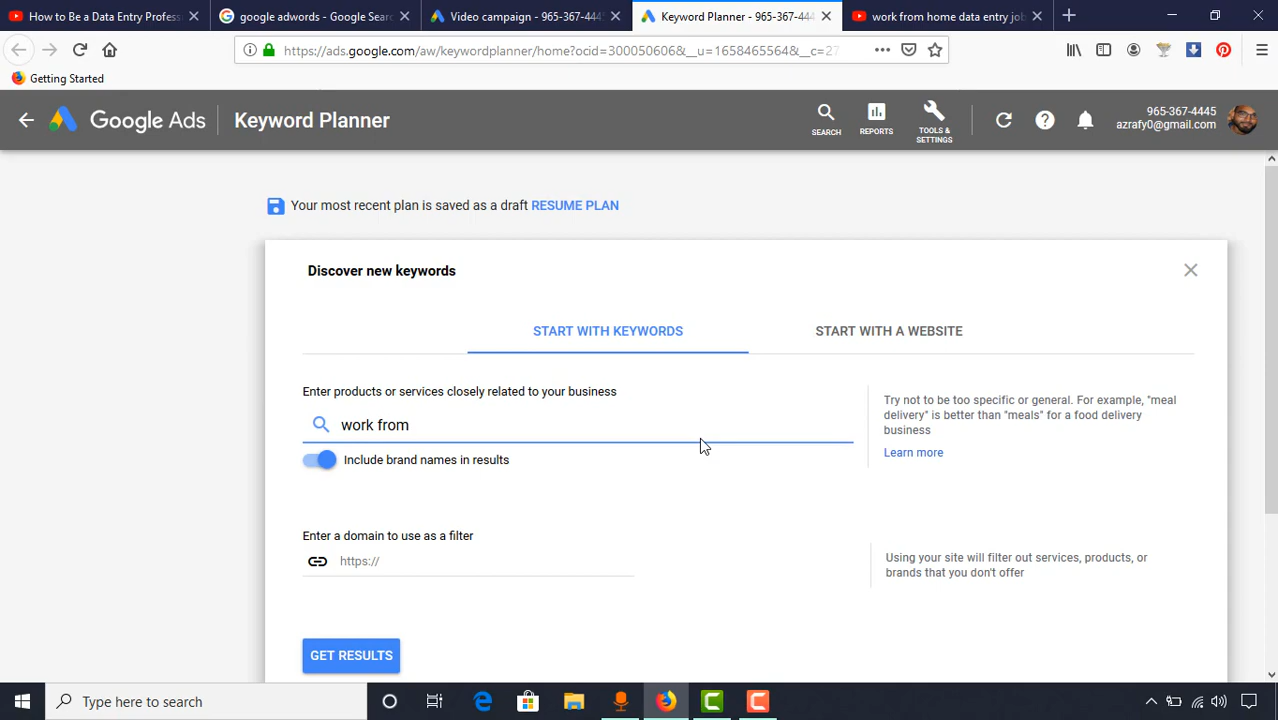 How to Be a Data Entry Profess
google adwords - Google Sear
Video campaign - 965-367-444
Keyword Planner - 965-367-444
work from home data entry job
https://ads.google.com/aw/keywordplanner/home?ocid=300050606&__u=1658465564&__c=27
Getting Started
Google Ads
Keyword Planner
SEARCH
REPORTS
TOOLS &
SETTINGS
965-367-4445
azrafy0@gmail.com
Your most recent plan is saved as a draft RESUME PLAN
Discover new keywords
START WITH KEYWORDS
START WITH A WEBSITE
Enter products or services closely related to your business
work from
Include brand names in results
Try not to be too specific or general. For example, "meal
delivery" is better than "meals" for a food delivery
business
Learn more
Enter a domain to use as a filter
https://
Using your site will filter out services, products, or
brands that you don't offer
GET RESULTS
Type here to search